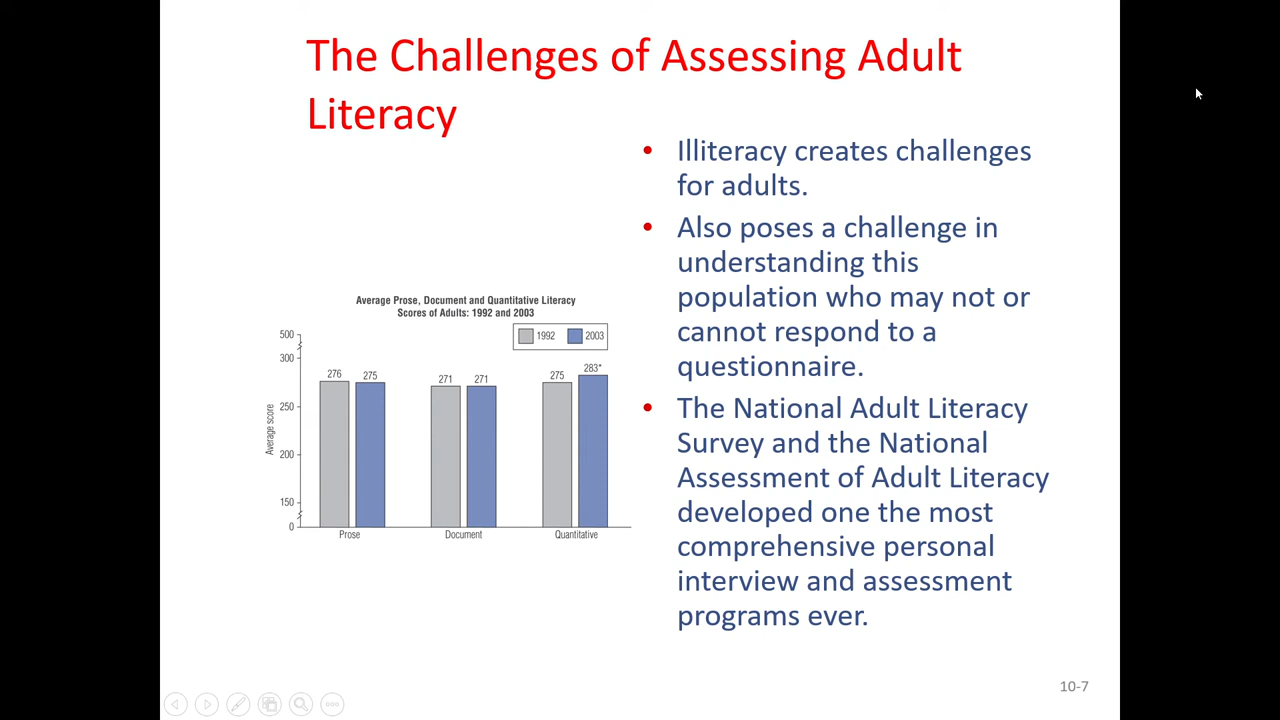 The Challenges of Assessing Adult
Literacy
• Illiteracy creates challenges
for adults.
• Also poses a challenge in
understanding this
population who may not or
cannot respond to a
questionnaire.
• The National Adult Literacy
Survey and the National
Assessment of Adult Literacy
developed one the most
comprehensive personal
interview and assessment
programs ever.
Average Prose, Document and Quantitative Literacy
Scores of Adults: 1992 and 2003
1992 2003
Average score
500
300
250
200
150
0
276 275
271 271
275 283*
Prose Document Quantitative
10-7